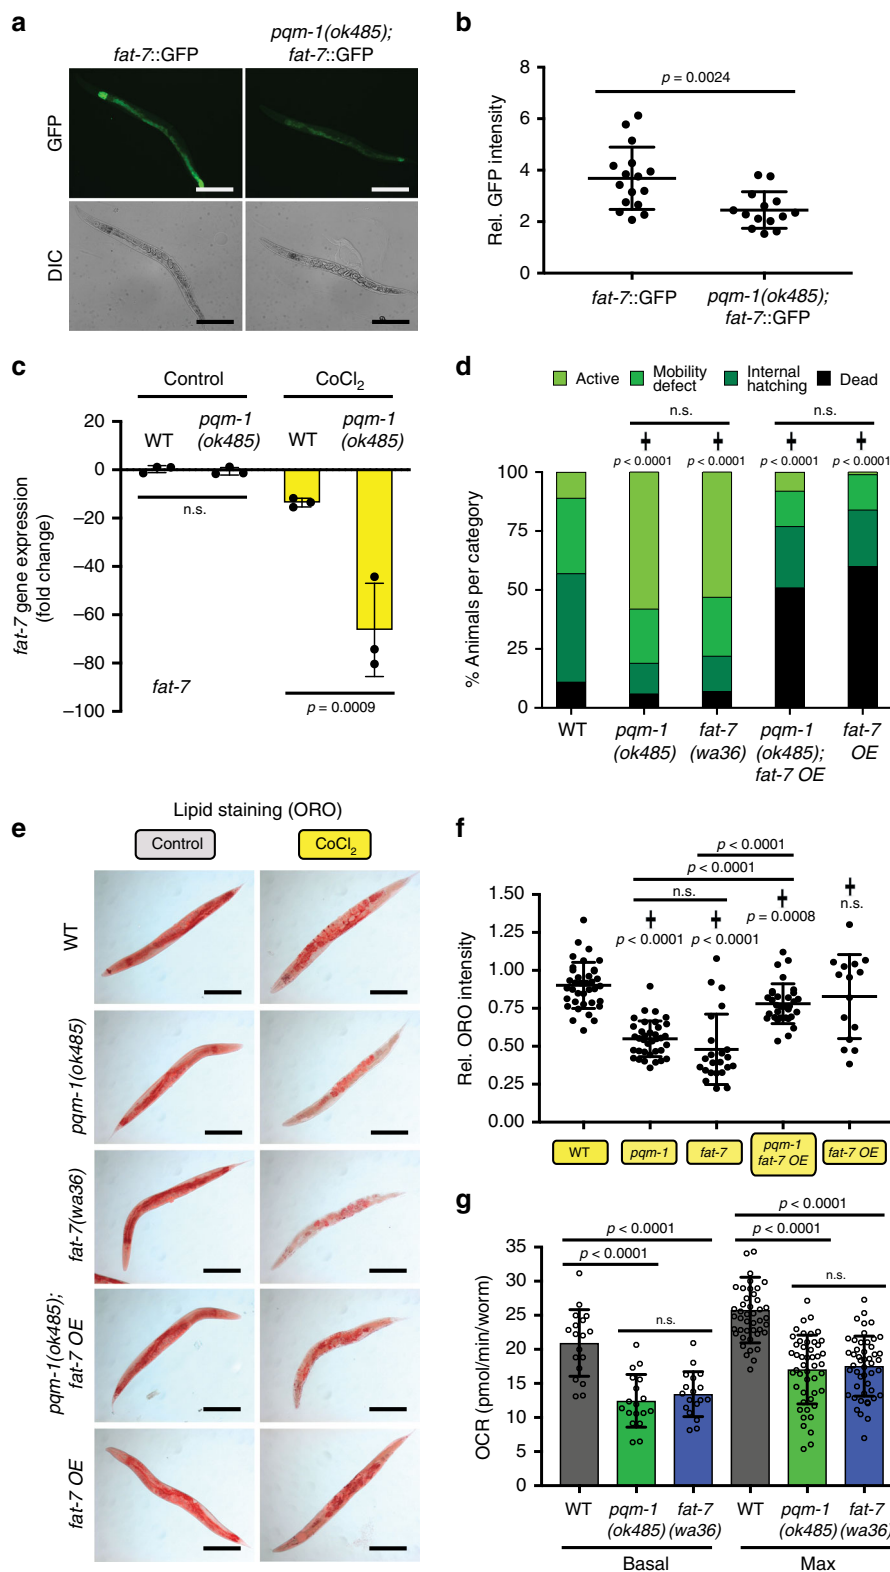 a
fat-7::GFP
pqm-1(ok485);
fat-7::GFP
GFP
DIC
b
Rel. GFP intensity
8
6
4
2
0
p = 0.0024
fat-7::GFP
pqm-1(ok485);
fat-7::GFP
c
Control
CoCl2
WT
pqm-1
(ok485)
WT
pqm-1
(ok485)
fat-7 gene expression
(fold change)
20
0
−20
−40
−60
−80
−100
n.s.
fat-7
p = 0.0009
d
Active
Mobility
defect
Internal
hatching
Dead
n.s.
n.s.
p < 0.0001
p < 0.0001
p < 0.0001
p < 0.0001
% Animals per category
100
75
50
25
0
WT
pqm-1
(ok485)
fat-7
(wa36)
pqm-1
(ok485);
fat-7 OE
fat-7
OE
e
Lipid staining (ORO)
Control
CoCl2
WT
pqm-1(ok485)
fat-7(wa36)
pqm-1(ok485);
fat-7 OE
fat-7 OE
f
p < 0.0001
p < 0.0001
n.s.
p < 0.0001
p < 0.0001
p = 0.0008
n.s.
Rel. ORO intensity
1.50
1.25
1.00
0.75
0.50
0.25
0.00
WT
pqm-1
fat-7
pqm-1
fat-7 OE
fat-7 OE
g
p < 0.0001
p < 0.0001
n.s.
p < 0.0001
p < 0.0001
n.s.
OCR (pmol/min/worm)
35
30
25
20
15
10
5
0
WT
pqm-1
(ok485)
fat-7
(wa36)
WT
pqm-1
(ok485)
fat-7
(wa36)
Basal
Max